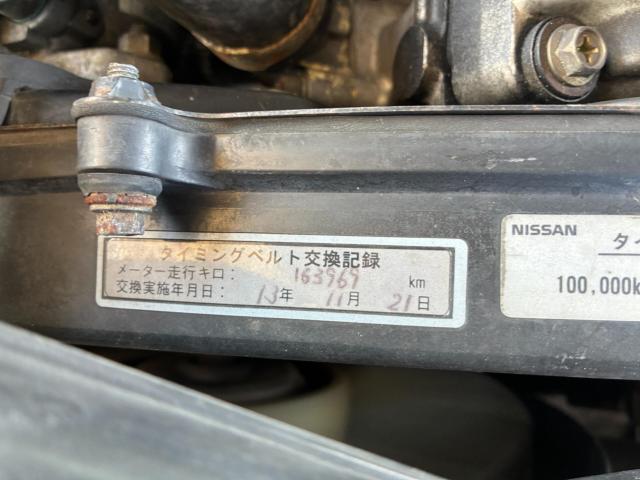 タイミングベルト交換記録
メーター走行キロ： 163969 km
交換実施年月日： 13年 11月 21日
NISSAN
タイ
100,000k